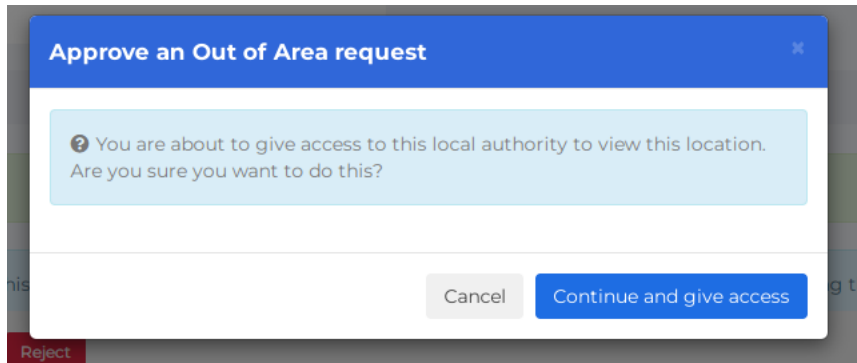 Approve an Out of Area request
×
You are about to give access to this local authority to view this location.
Are you sure you want to do this?
his
g t
Cancel
Continue and give access
Reject